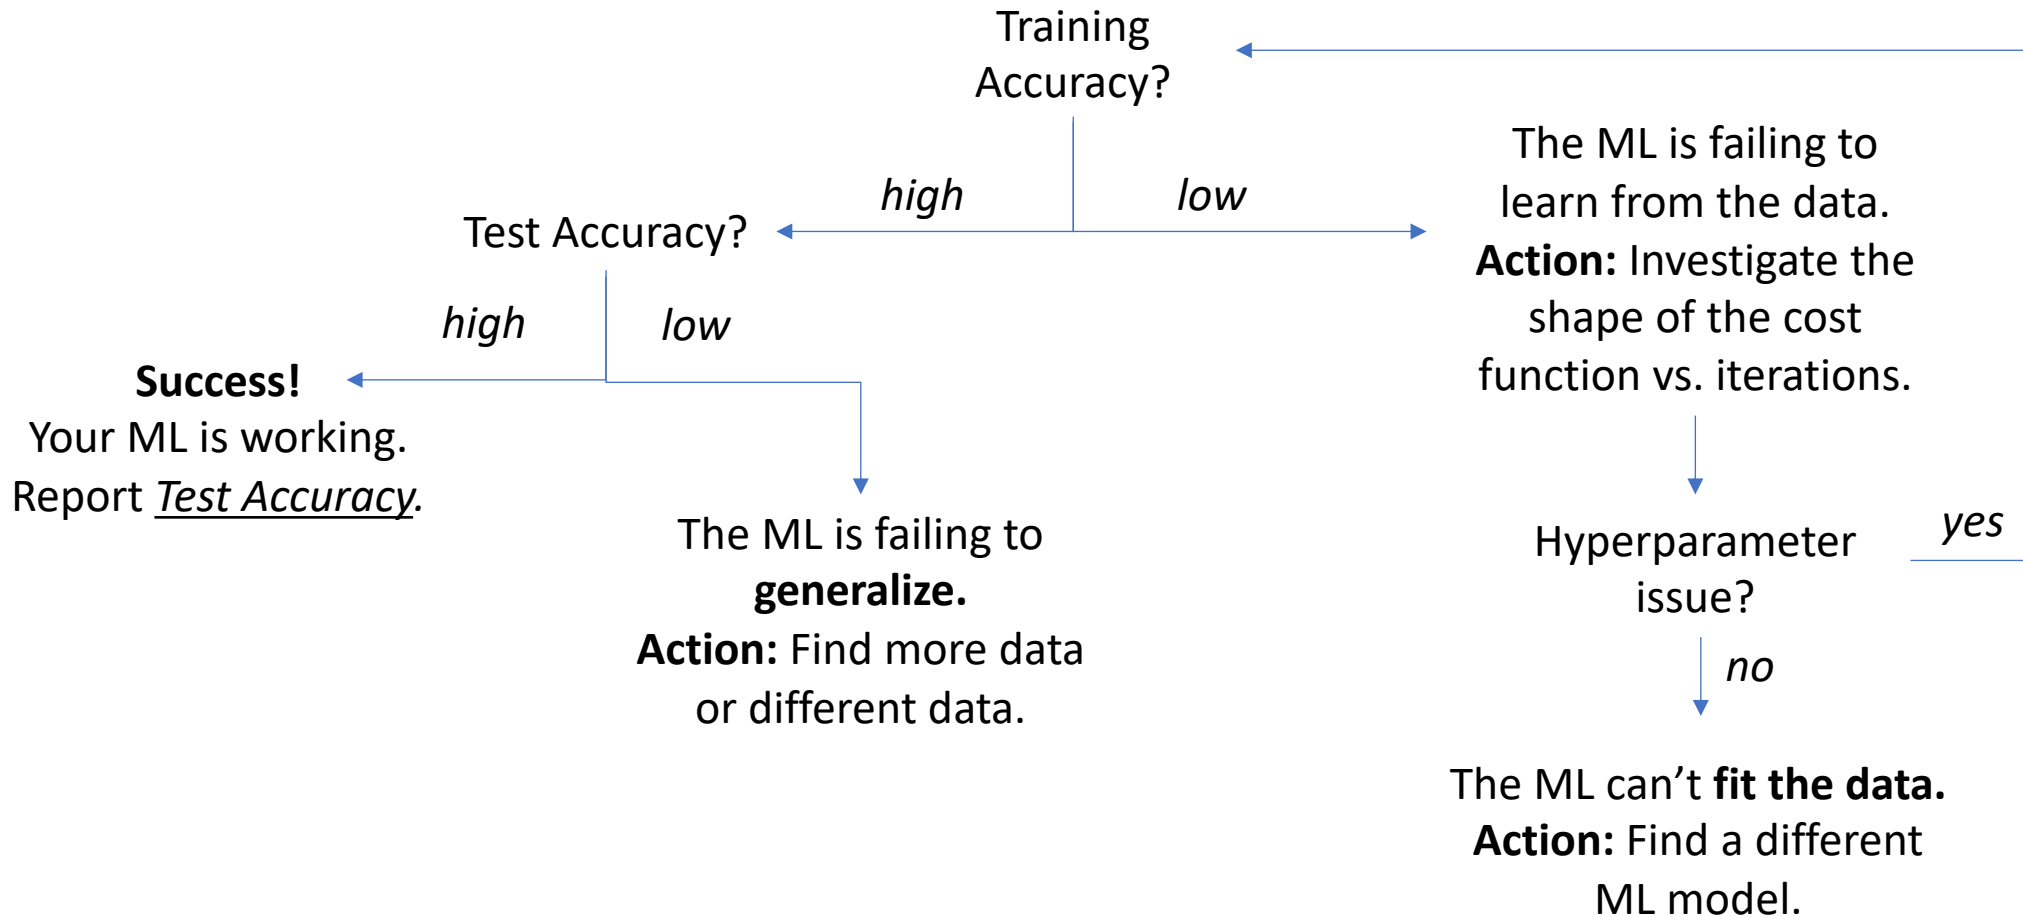 Training
Accuracy?
high
low
Test Accuracy?
The ML is failing to
learn from the data.
Action: Investigate the
shape of the cost
function vs. iterations.
high
low
Success!
Your ML is working.
Report Test Accuracy.
The ML is failing to
generalize.
Action: Find more data
or different data.
Hyperparameter
issue?
yes
no
The ML can’t fit the data.
Action: Find a different
ML model.